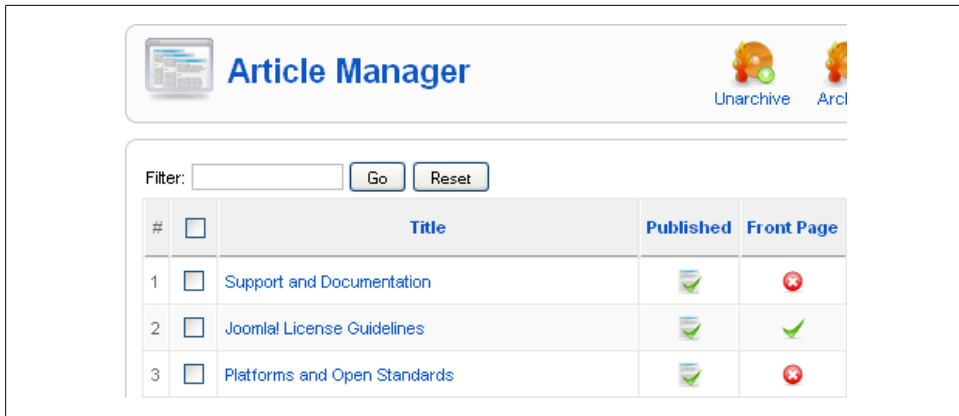 Article Manager
Unarchive
Filter: Go Reset
# Title Published Front Page
1 Support and Documentation
2 Joomla! License Guidelines
3 Platforms and Open Standards